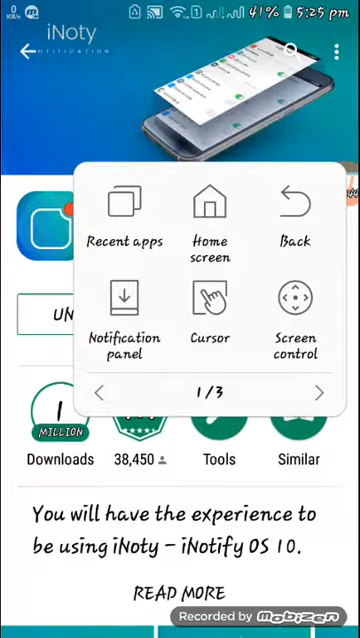 0
KB/s
41% 5:25 pm
iNoty
NOTIFICATION
Recent apps
Home screen
Back
UN
Notification panel
Cursor
Screen control
1/3
1
MILLION
Downloads
38,450
Tools
Similar
You will have the experience to
be using iNoty – iNotify OS 10.
READ MORE
Recorded by Mobizen